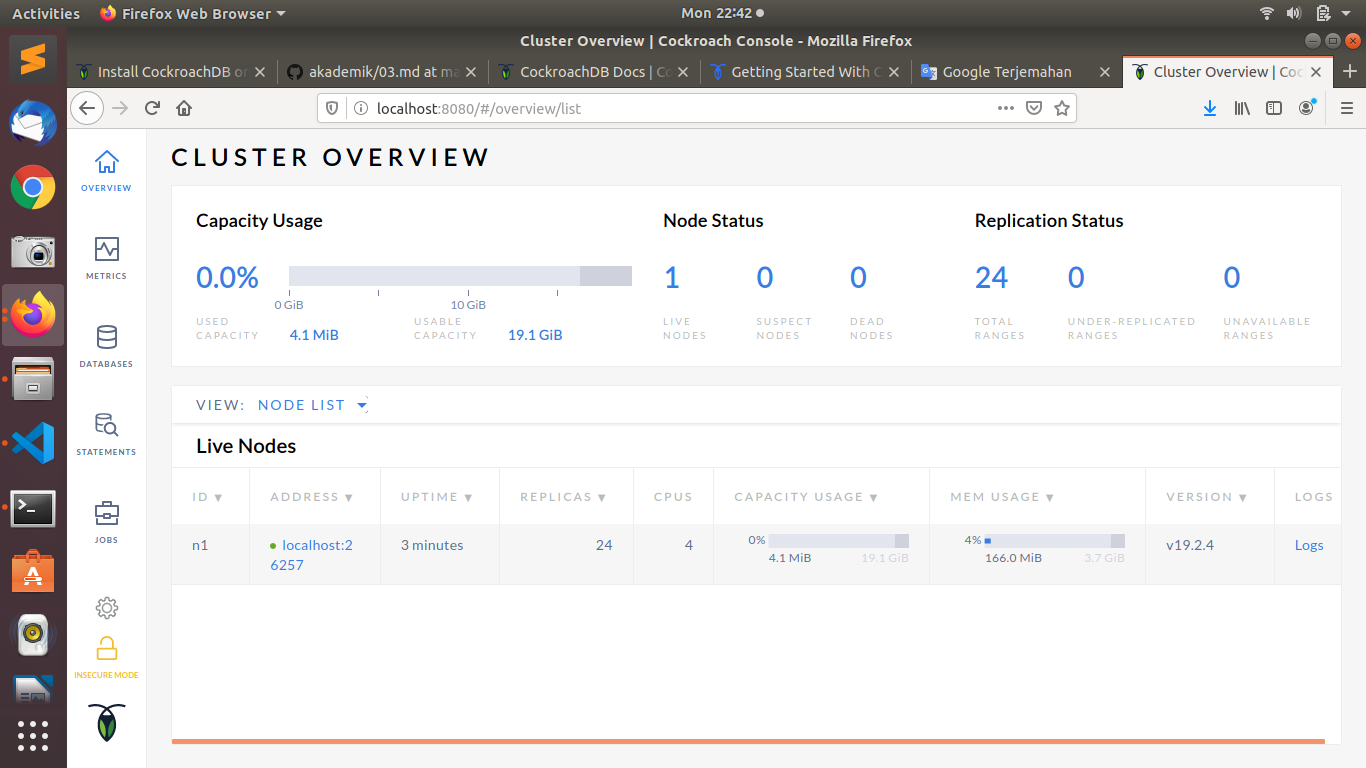 Activities Firefox Web Browser Mon 22:42
Cluster Overview | Cockroach Console - Mozilla Firefox
Install CockroachDB on akademik/03.md at ma CockroachDB Docs | Co Getting Started With C Google Terjemahan Cluster Overview | Coc
localhost:8080/#/overview/list
OVERVIEW
METRICS
DATABASES
STATEMENTS
JOBS
INSECURE MODE
CLUSTER OVERVIEW
Capacity Usage Node Status Replication Status
0.0% 1 0 0 24 0 0
0 GiB 10 GiB
USED CAPACITY 4.1 MiB USABLE CAPACITY 19.1 GiB LIVE NODES SUSPECT NODES DEAD NODES TOTAL RANGES UNDER-REPLICATED RANGES UNAVAILABLE RANGES
VIEW: NODE LIST
Live Nodes
ID ▼ ADDRESS ▼ UPTIME ▼ REPLICAS ▼ CPUS CAPACITY USAGE ▼ MEM USAGE ▼ VERSION ▼ LOGS
n1 localhost:2 3 minutes 24 4 0% 4% v19.2.4 Logs
6257 4.1 MiB 19.1 GiB 166.0 MiB 3.7 GiB